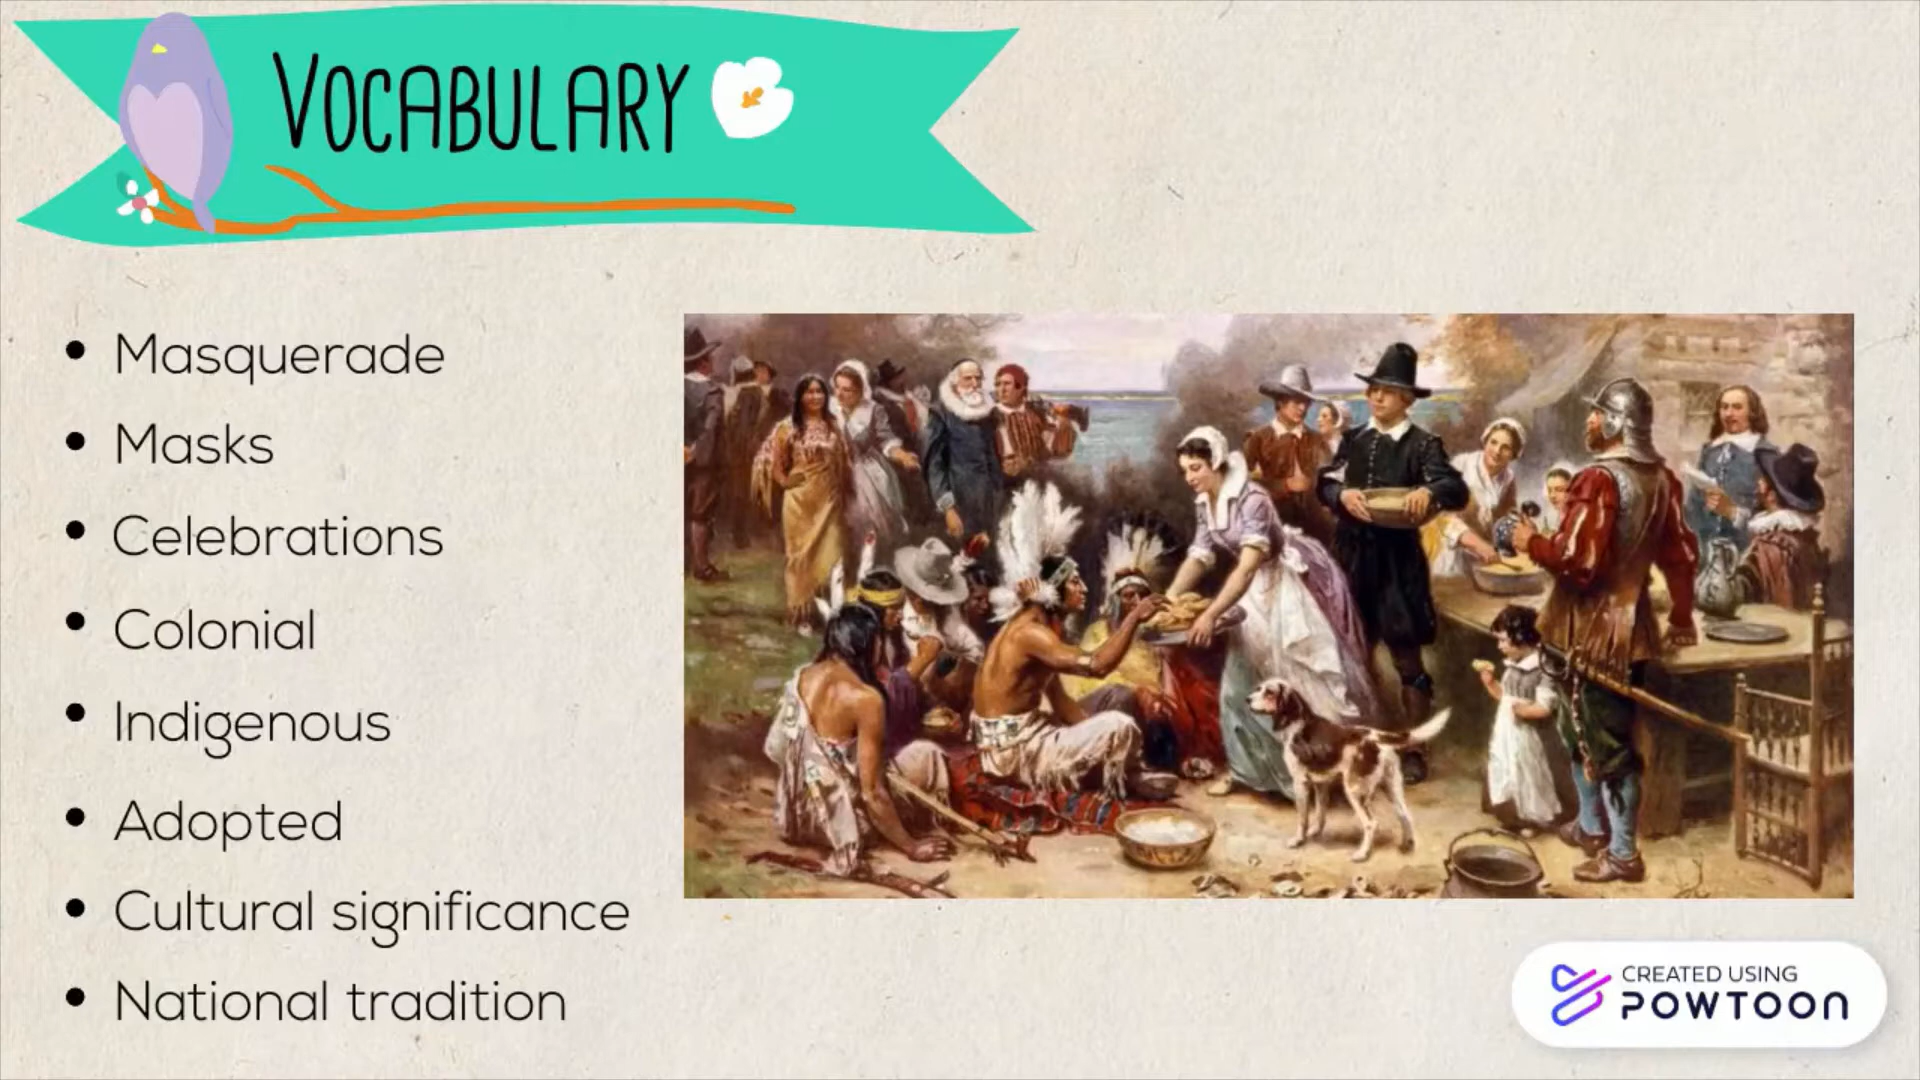 VOCABULARY
Masquerade
Masks
Celebrations
Colonial
Indigenous
Adopted
Cultural significance
National tradition
CREATED USING
POWTOON